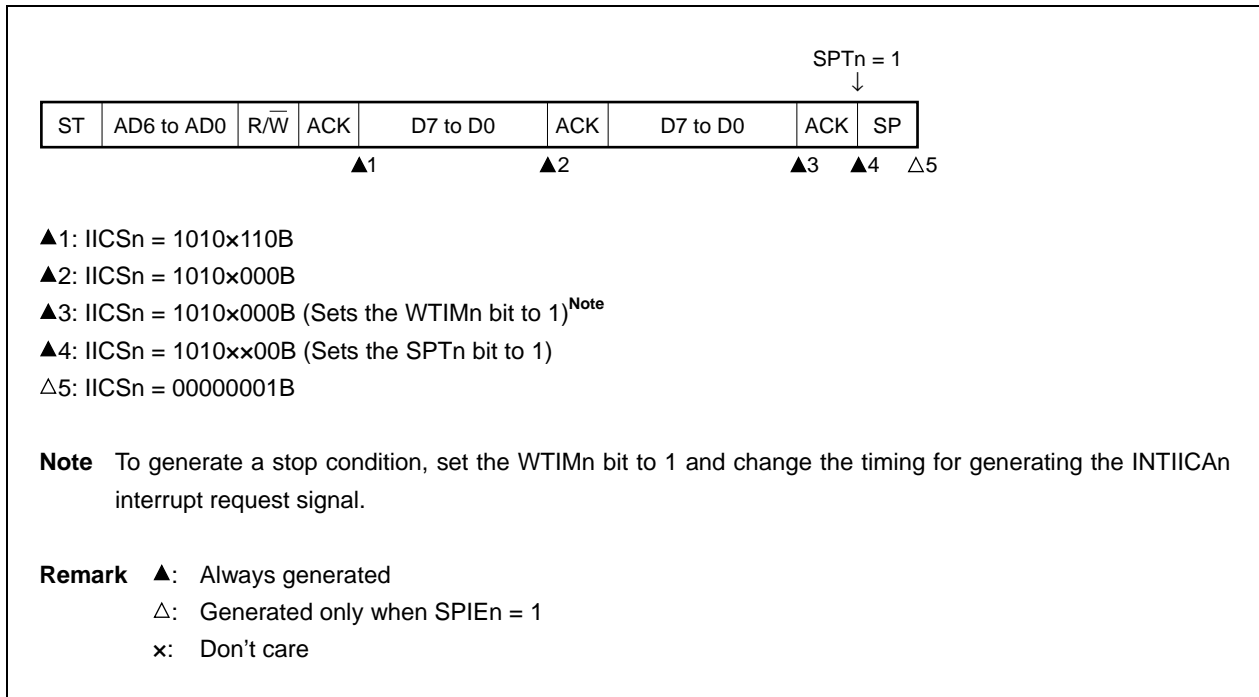 SPTn = 1
↓
ST AD6 to AD0 R/W̅ ACK D7 to D0 ACK D7 to D0 ACK SP
▲1 ▲2 ▲3 ▲4 △5
▲1: IICSn = 1010×110B
▲2: IICSn = 1010×000B
▲3: IICSn = 1010×000B (Sets the WTIMn bit to 1)Note
▲4: IICSn = 1010××00B (Sets the SPTn bit to 1)
△5: IICSn = 00000001B
Note To generate a stop condition, set the WTIMn bit to 1 and change the timing for generating the INTIICAn
interrupt request signal.
Remark ▲: Always generated
△: Generated only when SPIEn = 1
×: Don't care